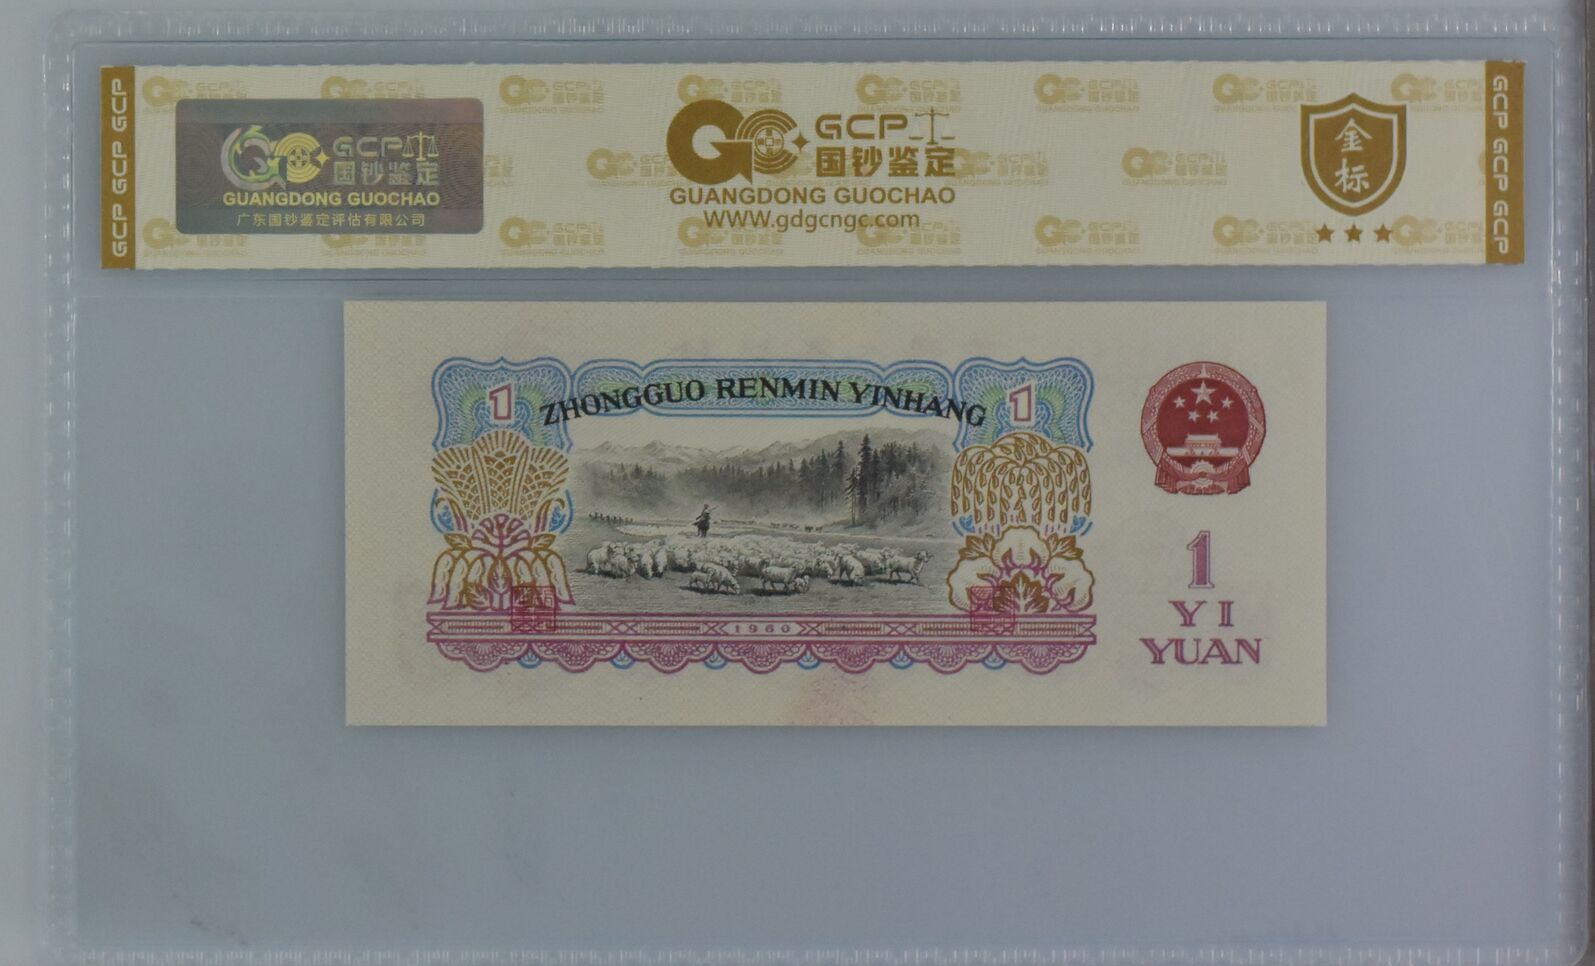 GCP GCP GCP
GCP
国钞鉴定
GUANGDONG GUOCHAO
广东国钞鉴定评估有限公司
GCP
国钞鉴定
GUANGDONG GUOCHAO
WWW.gdgcngc.com
金
标
GCP GCP GCP
1
ZHONGGUO RENMIN YINHANG
1
1960
1
YI
YUAN